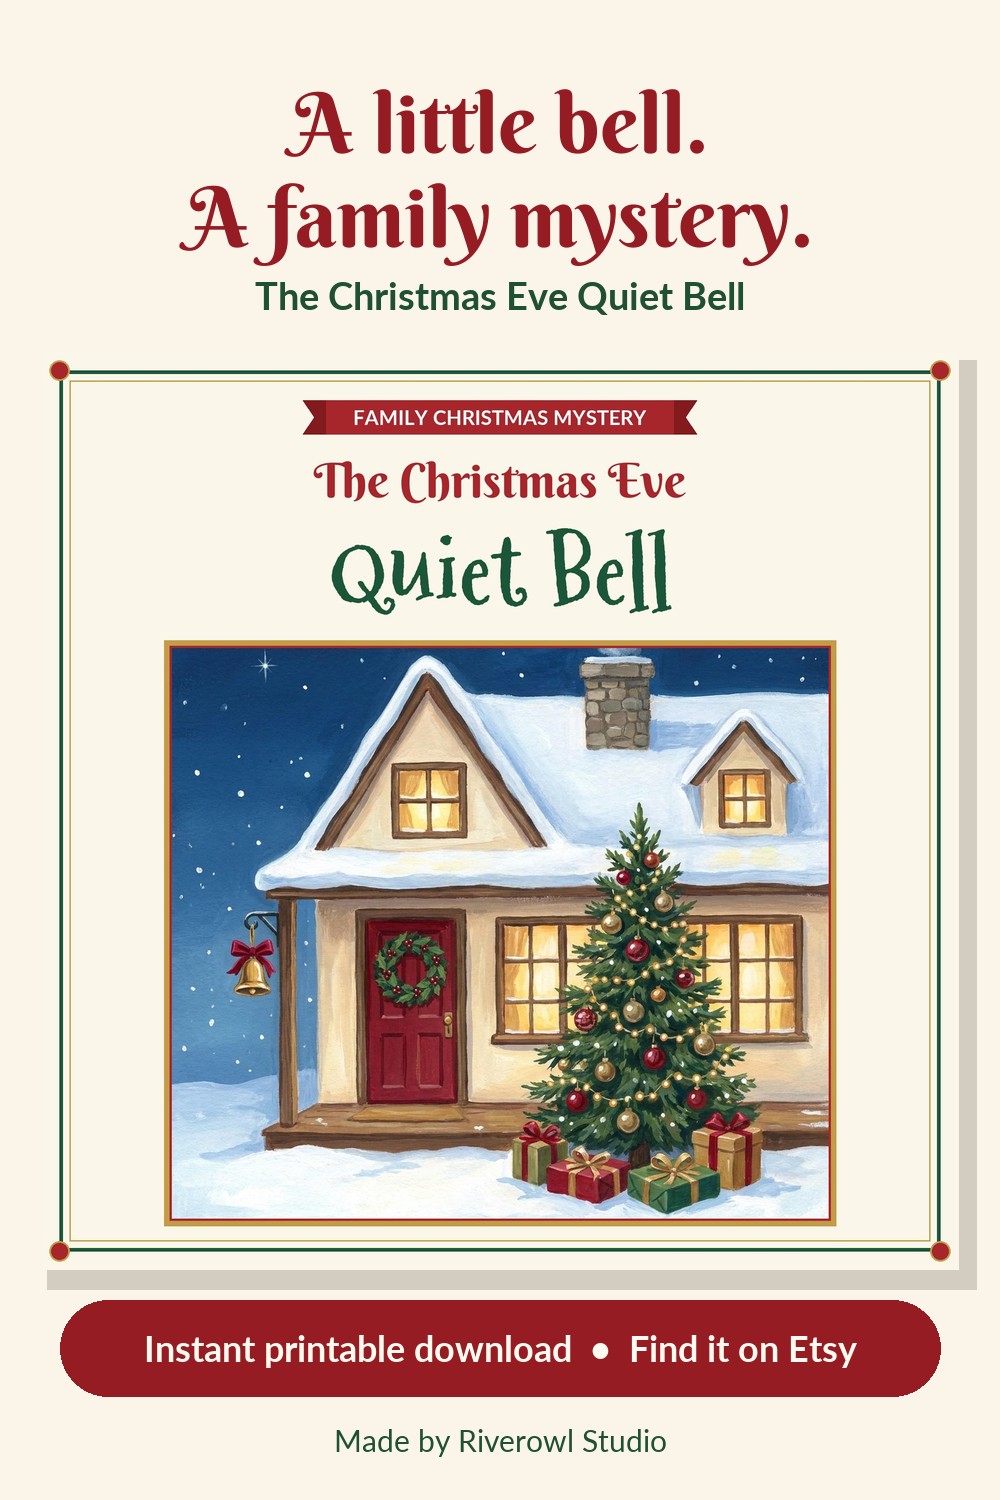 A little bell.
A family mystery.
The Christmas Eve Quiet Bell
FAMILY CHRISTMAS MYSTERY
The Christmas Eve
Quiet Bell
Instant printable download ● Find it on Etsy
Made by Riverowl Studio